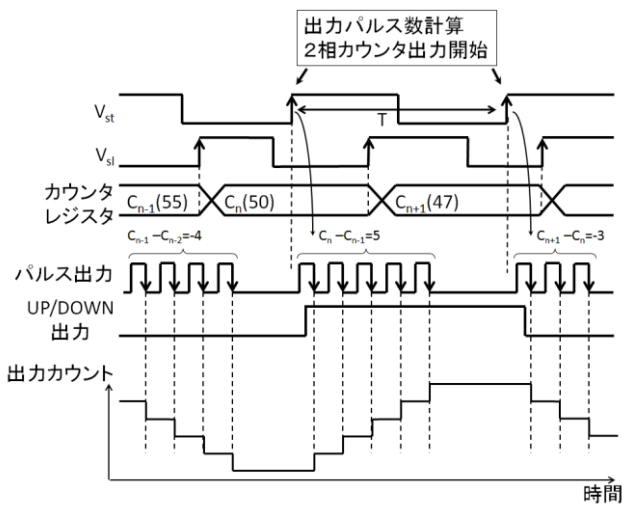 出力パルス数計算
2相カウンタ出力開始
Vst
T
Vsl
カウンタ
レジスタ
Cn-1(55)
Cn(50)
Cn+1(47)
Cn-1 −Cn-2=-4
Cn −Cn-1=5
Cn+1 −Cn=-3
パルス出力
UP/DOWN
出力
出力カウント
時間